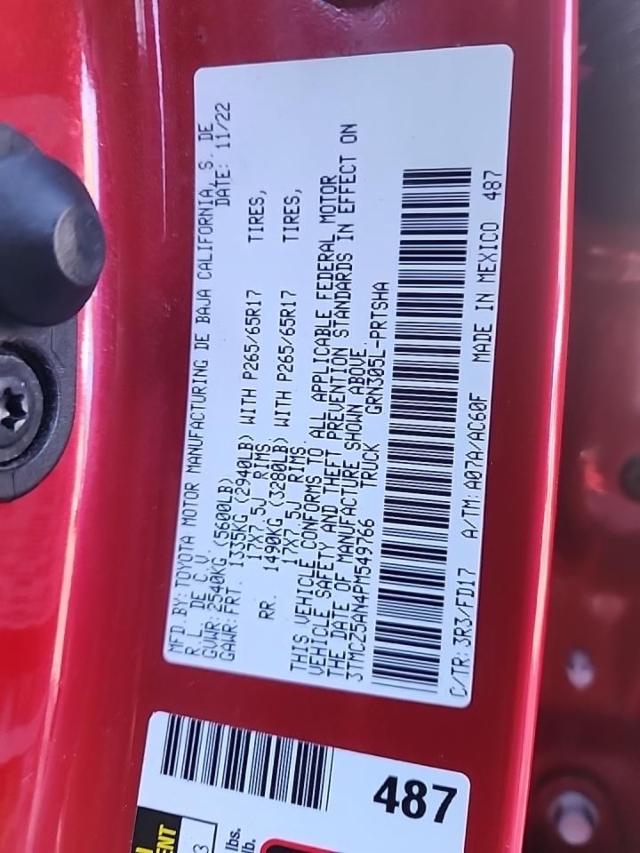 MFD.BY:TOYOTA MOTOR MANUFACTURING DE BAJA CALIFORNIA, S. DE
R.L. DE C.V. DATE: 11/22
GVWR:2540KG (5600LB)
GAWR:FRT. 1335KG (2940LB) WITH P265/65R17 TIRES,
17X7.5J RIMS
RR. 1490KG (3280LB) WITH P265/65R17 TIRES,
17X7.5J RIMS
THIS VEHICLE CONFORMS TO ALL APPLICABLE FEDERAL MOTOR
VEHICLE SAFETY AND THEFT PREVENTION STANDARDS IN EFFECT ON
THE DATE OF MANUFACTURE SHOWN ABOVE.
3TMCZ5AN4PM549766 TRUCK GRN305L-PRTSHA
C/TR:3R3/FD17 A/TM:A07A/AC60F MADE IN MEXICO 487
487
lbs.
lb.
3